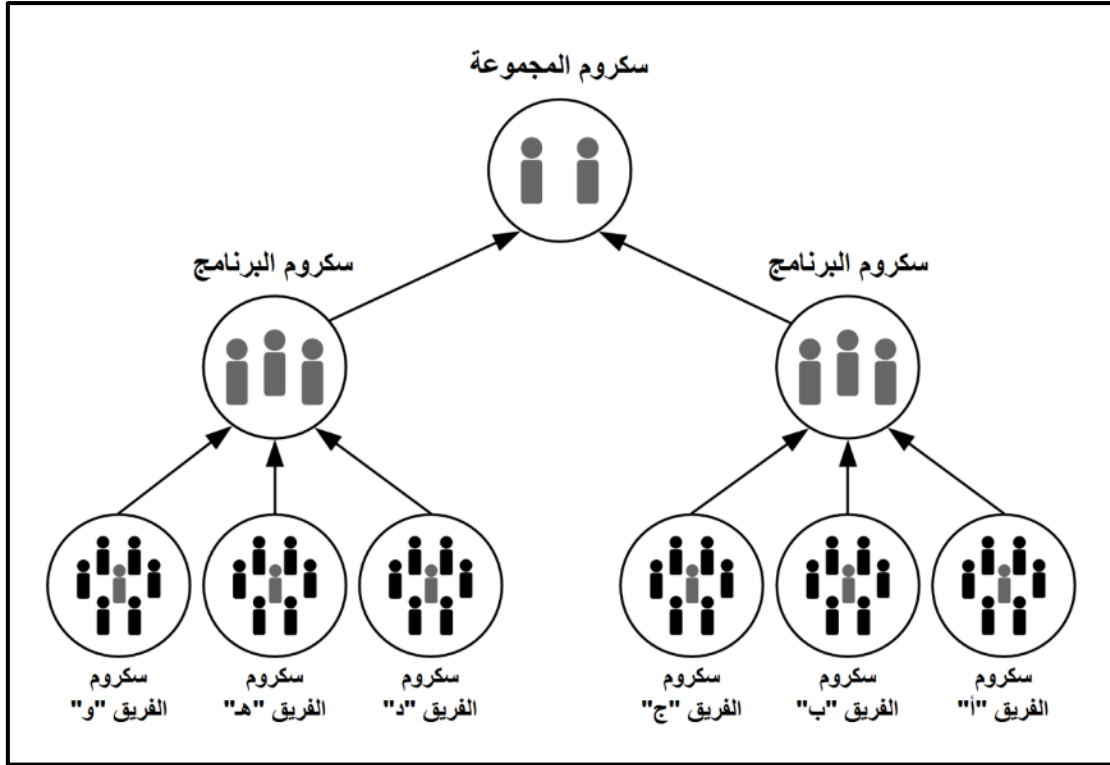 سكروم المجموعة
سكروم البرنامج
سكروم البرنامج
سكروم
الفريق "أ"
سكروم
الفريق "ب"
سكروم
الفريق "ج"
سكروم
الفريق "د"
سكروم
الفريق "هـ"
سكروم
الفريق "و"